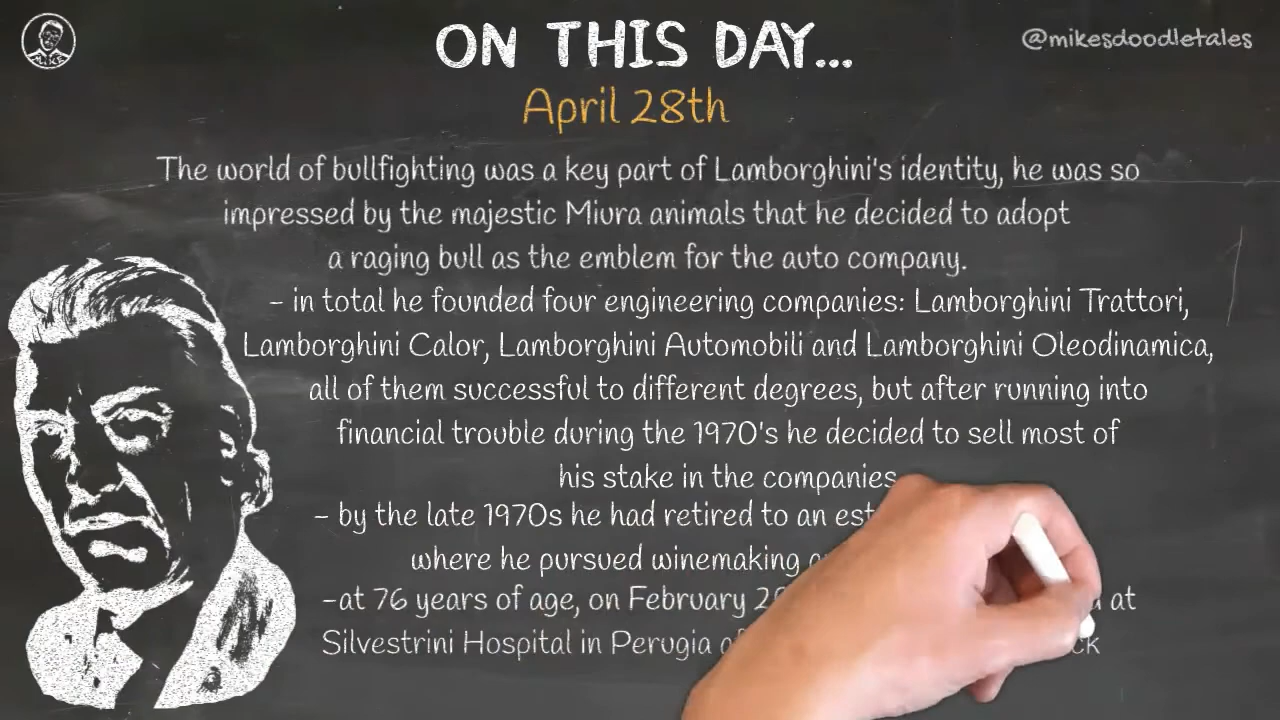 ON THIS DAY...
@mikesdoodletales
MIKE
April 28th
The world of bullfighting was a key part of Lamborghini's identity, he was so
impressed by the majestic Miura animals that he decided to adopt
a raging bull as the emblem for the auto company.
- in total he founded four engineering companies: Lamborghini Trattori,
Lamborghini Calor, Lamborghini Automobili and Lamborghini Oleodinamica,
all of them successful to different degrees, but after running into
financial trouble during the 1970's he decided to sell most of
his stake in the companies
- by the late 1970s he had retired to an
where he pursued winemaking
-at 76 years of age, on February at
Silvestrini Hospital in Perugia